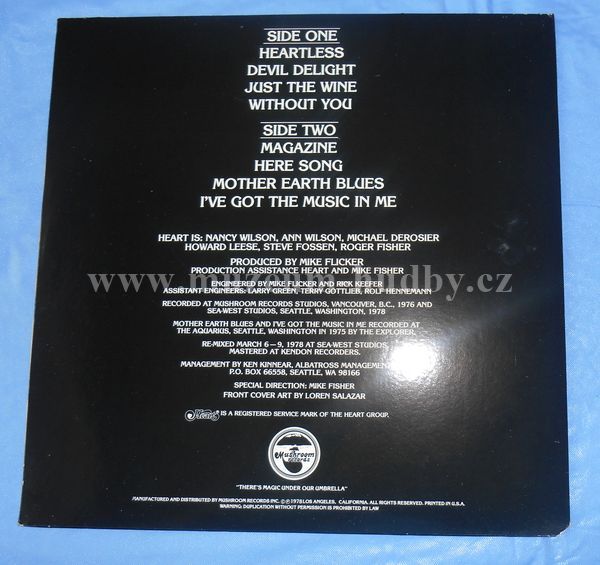 SIDE ONE
HEARTLESS
DEVIL DELIGHT
JUST THE WINE
WITHOUT YOU
SIDE TWO
MAGAZINE
HERE SONG
MOTHER EARTH BLUES
I'VE GOT THE MUSIC IN ME
HEART IS: NANCY WILSON, ANN WILSON, MICHAEL DEROSIER
HOWARD LEESE, STEVE FOSSEN, ROGER FISHER
PRODUCED BY MIKE FLICKER
PRODUCTION ASSISTANCE HEART AND MIKE FISHER
www.muzeum-hudby.cz
ENGINEERED BY MIKE FLICKER AND RICK KEEFER
ASSISTANT ENGINEERS: LARRY GREEN, TERRY GOTTLIEB, ROLF HENNEMANN
RECORDED AT MUSHROOM RECORDS STUDIOS, VANCOUVER, B.C., 1976 AND
SEA-WEST STUDIOS, SEATTLE, WASHINGTON, 1978
MOTHER EARTH BLUES AND I'VE GOT THE MUSIC IN ME RECORDED AT
THE AQUARIUS, SEATTLE, WASHINGTON IN 1975 BY THE EXPLORER.
RE-MIXED MARCH 6–9, 1978 AT SEA-WEST STUDIOS,
MASTERED AT KENDON RECORDERS.
MANAGEMENT BY KEN KINNEAR, ALBATROSS MANAGEMENT
P.O. BOX 66558, SEATTLE, WA 98166
SPECIAL DIRECTION: MIKE FISHER
FRONT COVER ART BY LOREN SALAZAR
Heart IS A REGISTERED SERVICE MARK OF THE HEART GROUP.
Mushroom
records
"THERE'S MAGIC UNDER OUR UMBRELLA"
MANUFACTURED AND DISTRIBUTED BY MUSHROOM RECORDS INC. © ℗ 1978 LOS ANGELES, CALIFORNIA. ALL RIGHTS RESERVED. PRINTED IN U.S.A.
WARNING: DUPLICATION WITHOUT PERMISSION IS PROHIBITED BY LAW